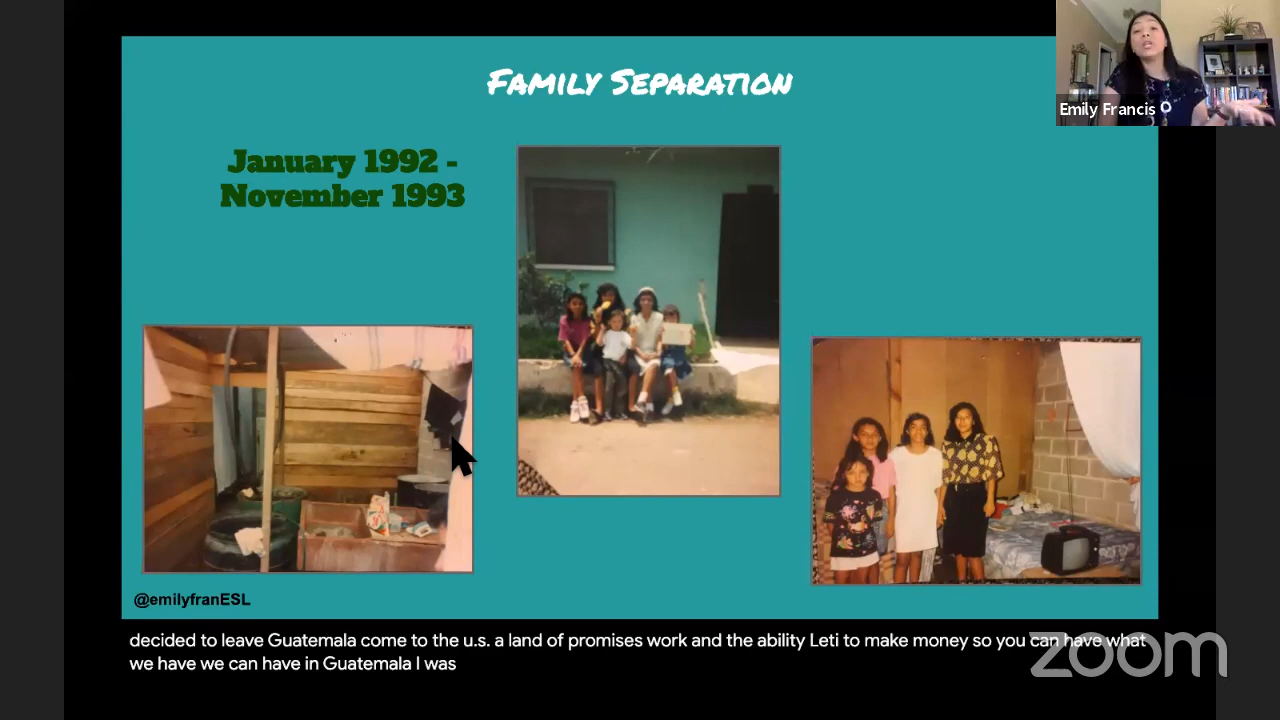 Family Separation
Emily Francis
January 1992 -
November 1993
@emilyfranESL
decided to leave Guatemala come to the u.s. a land of promises work and the ability Leti to make money so you can have what
we have we can have in Guatemala I was
zoom